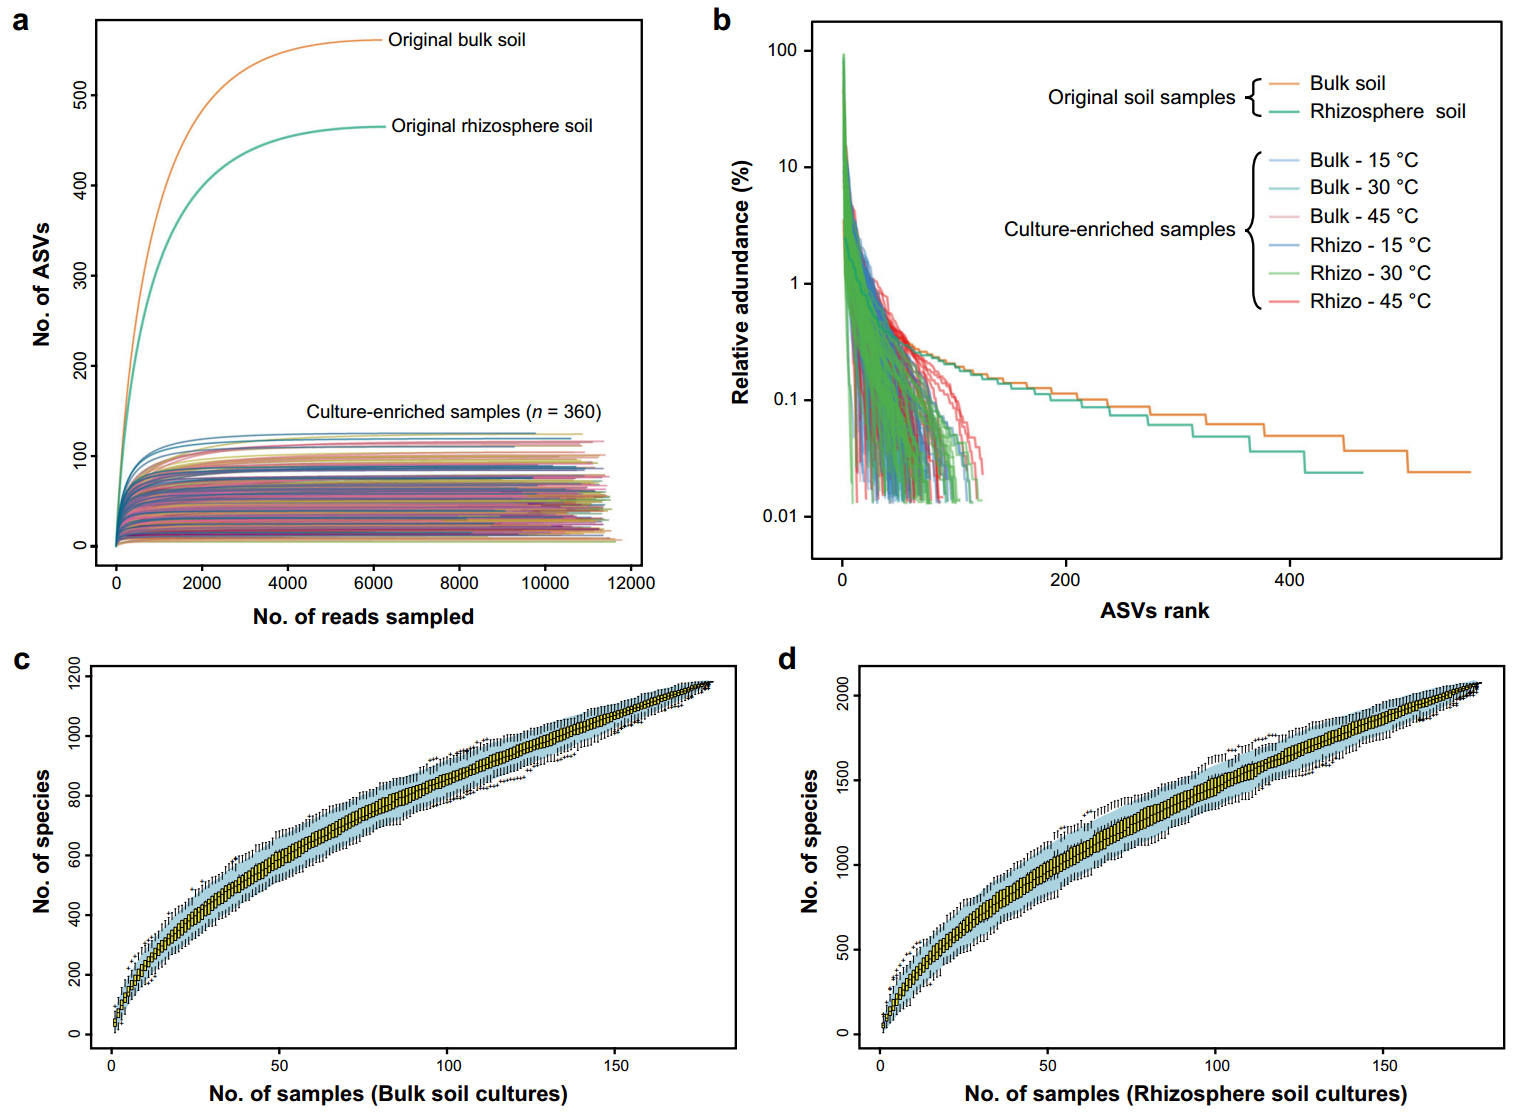 a
Original bulk soil
Original rhizosphere soil
Culture-enriched samples (n = 360)
No. of ASVs
0
100
200
300
400
500
0 2000 4000 6000 8000 10000 12000
No. of reads sampled
b
Original soil samples
Bulk soil
Rhizosphere soil
Culture-enriched samples
Bulk - 15 °C
Bulk - 30 °C
Bulk - 45 °C
Rhizo - 15 °C
Rhizo - 30 °C
Rhizo - 45 °C
Relative adundance (%)
100
10
1
0.1
0.01
0 200 400
ASVs rank
c
No. of species
0
200
400
600
800
1000
1200
0 50 100 150
No. of samples (Bulk soil cultures)
d
No. of species
0
500
1000
1500
2000
0 50 100 150
No. of samples (Rhizosphere soil cultures)